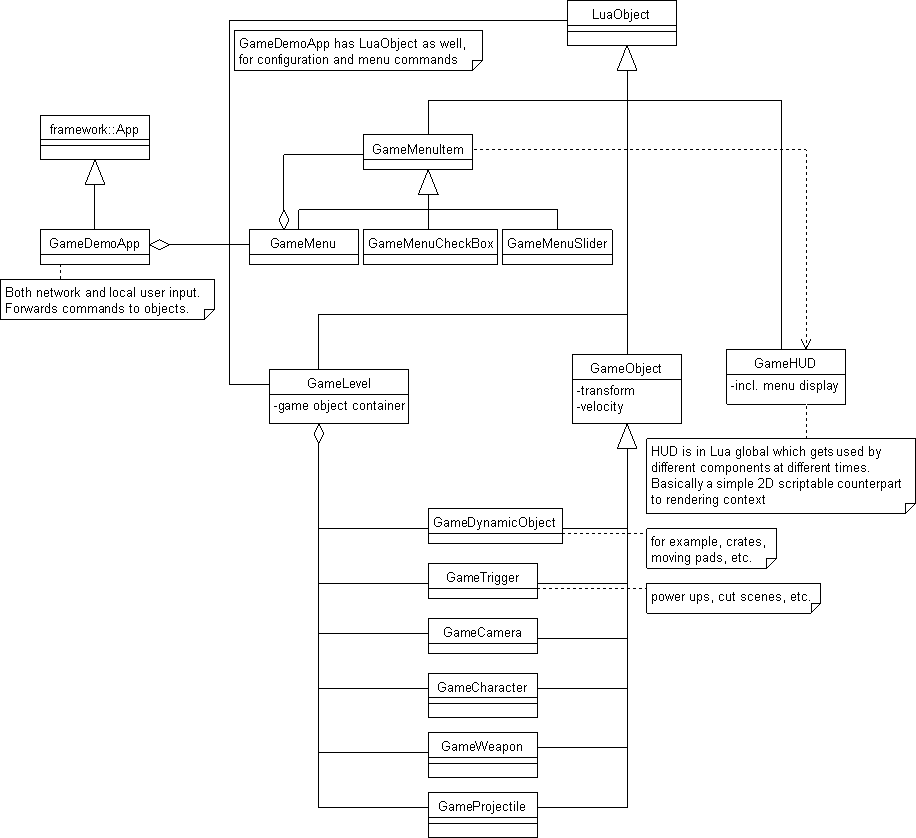 LuaObject
GameDemoApp has LuaObject as well,
for configuration and menu commands
framework::App
GameMenuItem
GameDemoApp
GameMenu
GameMenuCheckBox
GameMenuSlider
Both network and local user input.
Forwards commands to objects.
GameLevel
-game object container
GameObject
-transform
-velocity
GameHUD
-incl. menu display
HUD is in Lua global which gets used by
different components at different times.
Basically a simple 2D scriptable counterpart
to rendering context
GameDynamicObject
for example, crates,
moving pads, etc.
GameTrigger
power ups, cut scenes, etc.
GameCamera
GameCharacter
GameWeapon
GameProjectile